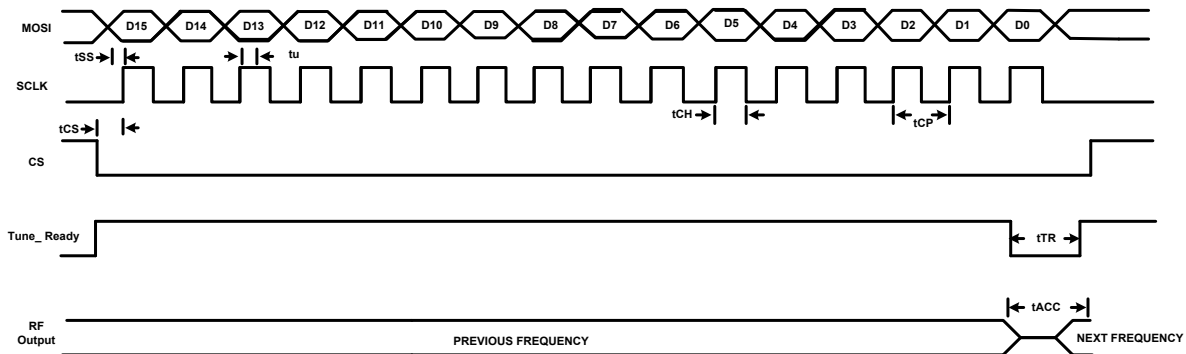 MOSI D15 D14 D13 D12 D11 D10 D9 D8 D7 D6 D5 D4 D3 D2 D1 D0
tSS tu
SCLK
tCH tCP
tCS
CS
Tune_ Ready tTR
tACC
RF
Output
PREVIOUS FREQUENCY NEXT FREQUENCY